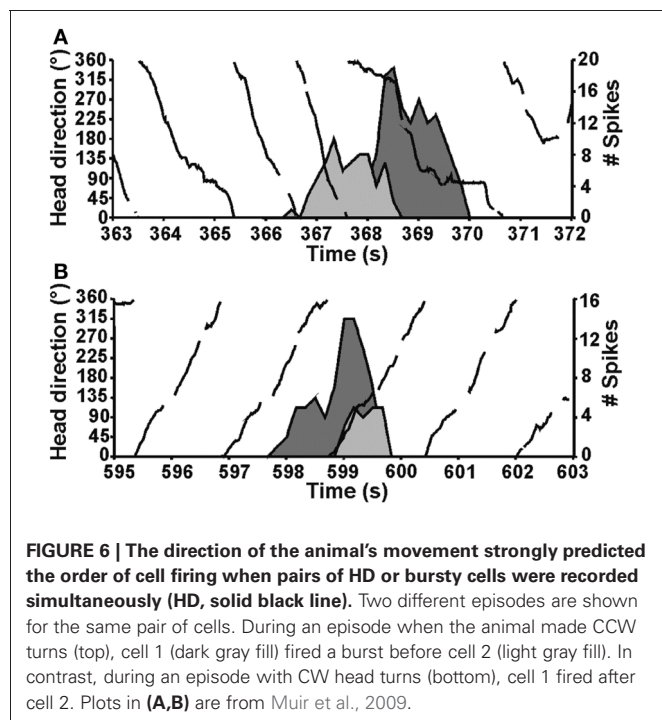 A
Head direction (°)
360
315
270
225
180
135
90
45
0
20
16
12
8
4
0
# Spikes
363 364 365 366 367 368 369 370 371 372
Time (s)
B
Head direction (°)
360
315
270
225
180
135
90
45
0
16
12
8
4
0
# Spikes
595 596 597 598 599 600 601 602 603
Time (s)
FIGURE 6 | The direction of the animal's movement strongly predicted
the order of cell firing when pairs of HD or bursty cells were recorded
simultaneously (HD, solid black line). Two different episodes are shown
for the same pair of cells. During an episode when the animal made CCW
turns (top), cell 1 (dark gray fill) fired a burst before cell 2 (light gray fill). In
contrast, during an episode with CW head turns (bottom), cell 1 fired after
cell 2. Plots in (A,B) are from Muir et al., 2009.